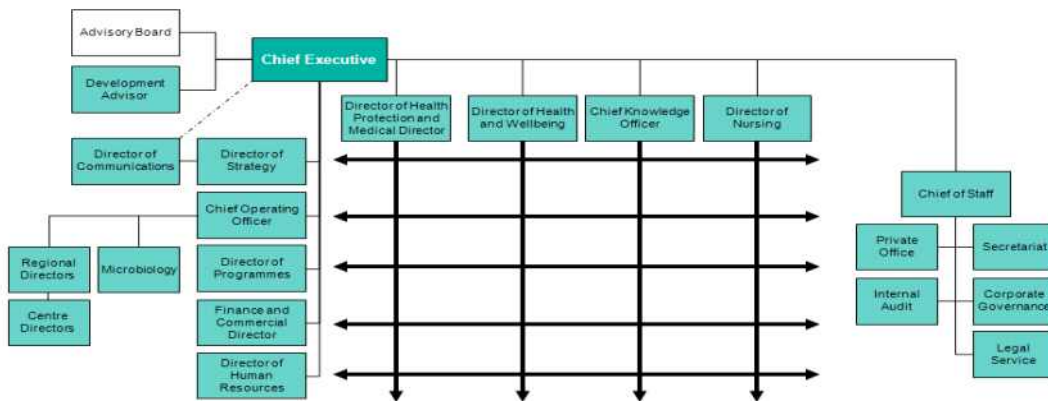 Advisory Board
Chief Executive
Development
Advisor
Director of Health
Protection and
Medical Director
Director of Health
and Wellbeing
Chief Knowledge
Officer
Director of
Nursing
Director of
Communications
Director of
Strategy
Chief of Staff
Chief Operating
Officer
Private
Office
Secretariat
Regional
Directors
Microbiology
Director of
Programmes
Internal
Audit
Corporate
Governance
Centre
Directors
Finance and
Commercial
Director
Legal
Service
Director of
Human
Resources